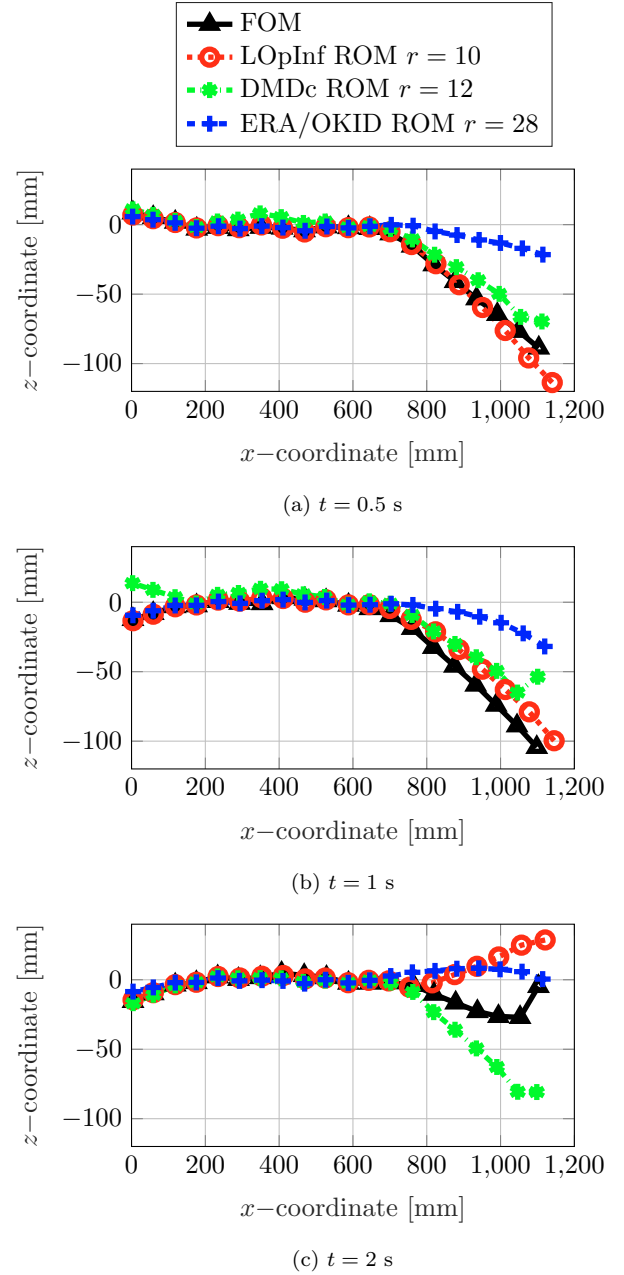 FOM
LOpInf ROM r = 10
DMDc ROM r = 12
ERA/OKID ROM r = 28
0
−50
−100
z−coordinate [mm]
0 200 400 600 800 1,000 1,200
x−coordinate [mm]
(a) t = 0.5 s
0
−50
−100
z−coordinate [mm]
0 200 400 600 800 1,000 1,200
x−coordinate [mm]
(b) t = 1 s
0
−50
−100
z−coordinate [mm]
0 200 400 600 800 1,000 1,200
x−coordinate [mm]
(c) t = 2 s